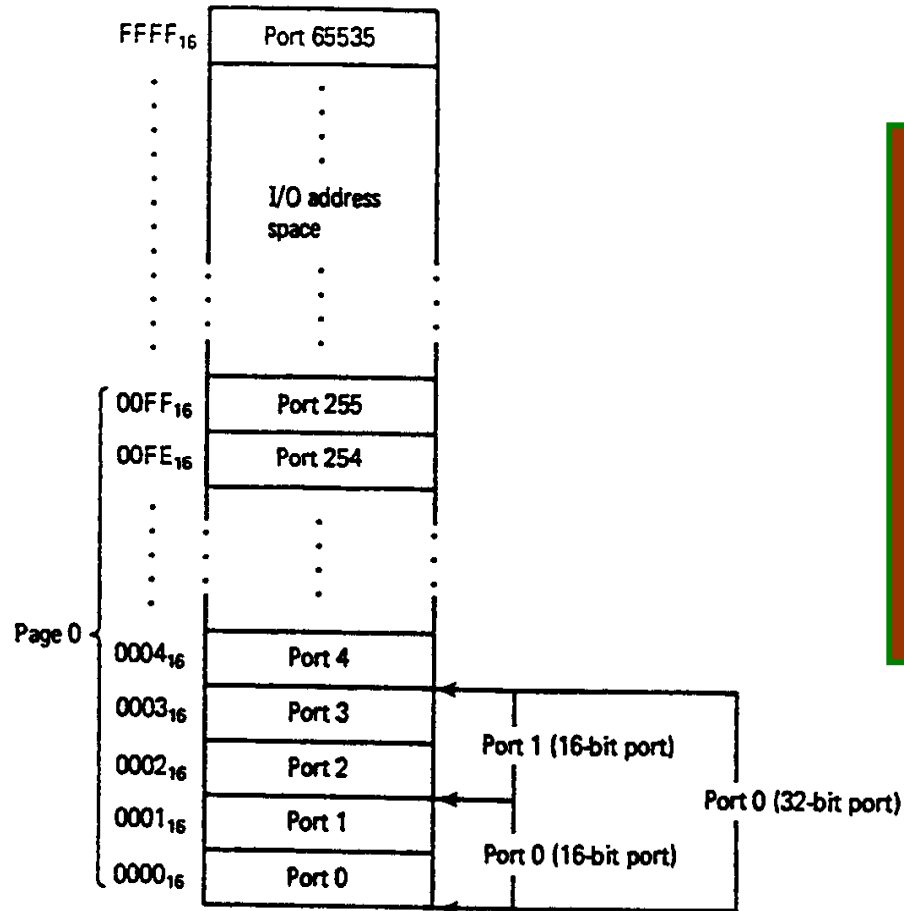 FFFF₁₆ Port 65535
I/O address
space
00FF₁₆ Port 255
00FE₁₆ Port 254
Page 0
0004₁₆ Port 4
0003₁₆ Port 3
Port 1 (16-bit port)
0002₁₆ Port 2
Port 0 (32-bit port)
0001₁₆ Port 1
Port 0 (16-bit port)
0000₁₆ Port 0